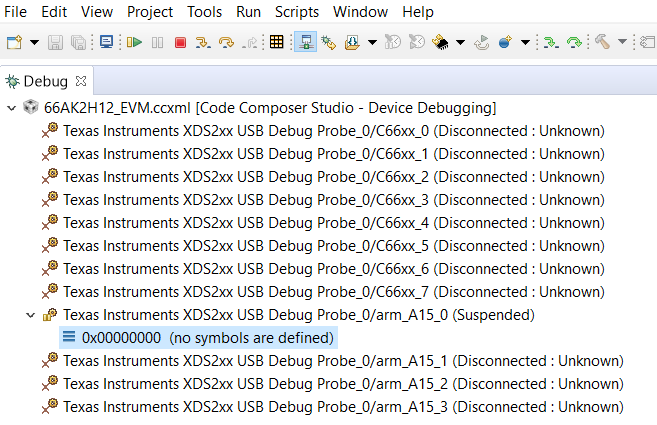 File Edit View Project Tools Run Scripts Window Help
Debug
66AK2H12_EVM.ccxml [Code Composer Studio - Device Debugging]
Texas Instruments XDS2xx USB Debug Probe_0/C66xx_0 (Disconnected : Unknown)
Texas Instruments XDS2xx USB Debug Probe_0/C66xx_1 (Disconnected : Unknown)
Texas Instruments XDS2xx USB Debug Probe_0/C66xx_2 (Disconnected : Unknown)
Texas Instruments XDS2xx USB Debug Probe_0/C66xx_3 (Disconnected : Unknown)
Texas Instruments XDS2xx USB Debug Probe_0/C66xx_4 (Disconnected : Unknown)
Texas Instruments XDS2xx USB Debug Probe_0/C66xx_5 (Disconnected : Unknown)
Texas Instruments XDS2xx USB Debug Probe_0/C66xx_6 (Disconnected : Unknown)
Texas Instruments XDS2xx USB Debug Probe_0/C66xx_7 (Disconnected : Unknown)
Texas Instruments XDS2xx USB Debug Probe_0/arm_A15_0 (Suspended)
0x00000000 (no symbols are defined)
Texas Instruments XDS2xx USB Debug Probe_0/arm_A15_1 (Disconnected : Unknown)
Texas Instruments XDS2xx USB Debug Probe_0/arm_A15_2 (Disconnected : Unknown)
Texas Instruments XDS2xx USB Debug Probe_0/arm_A15_3 (Disconnected : Unknown)